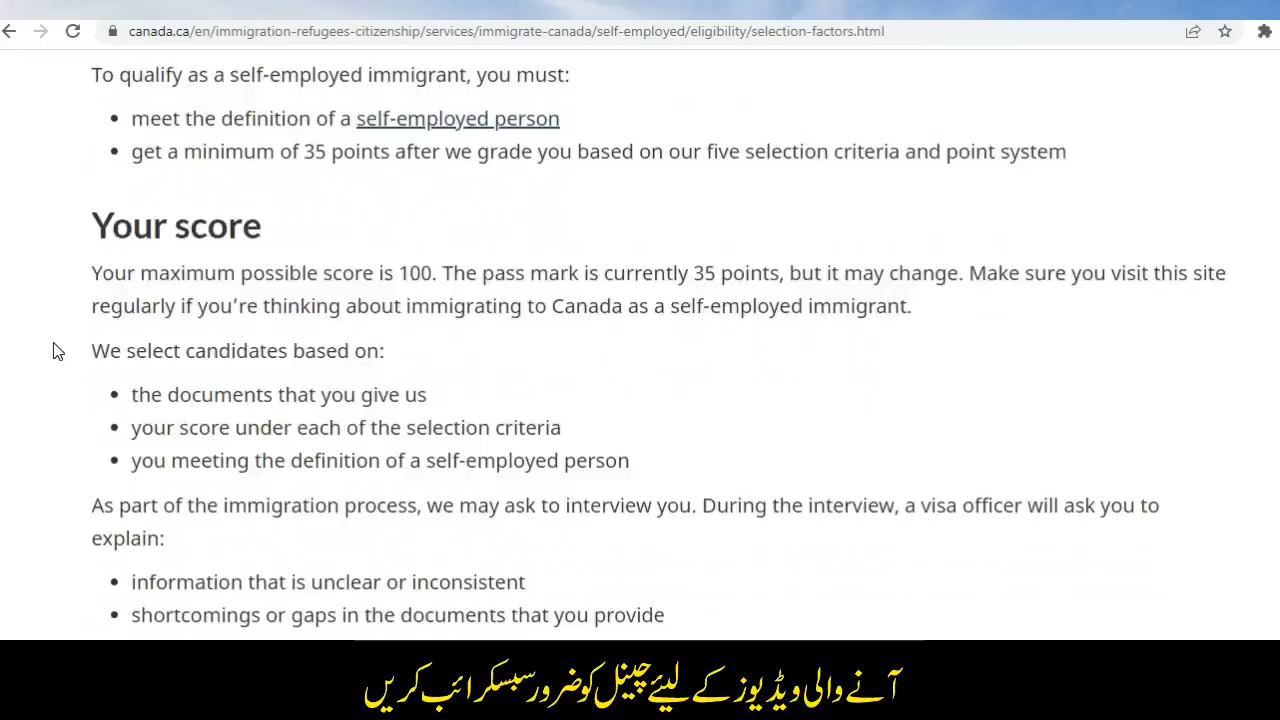 canada.ca/en/immigration-refugees-citizenship/services/immigrate-canada/self-employed/eligibility/selection-factors.html
To qualify as a self-employed immigrant, you must:
• meet the definition of a self-employed person
• get a minimum of 35 points after we grade you based on our five selection criteria and point system
Your score
Your maximum possible score is 100. The pass mark is currently 35 points, but it may change. Make sure you visit this site
regularly if you’re thinking about immigrating to Canada as a self-employed immigrant.
We select candidates based on:
• the documents that you give us
• your score under each of the selection criteria
• you meeting the definition of a self-employed person
As part of the immigration process, we may ask to interview you. During the interview, a visa officer will ask you to
explain:
• information that is unclear or inconsistent
• shortcomings or gaps in the documents that you provide
آنے والی ویڈیوز کے لیئے چینل کو ضرور سبسکرائب کریں